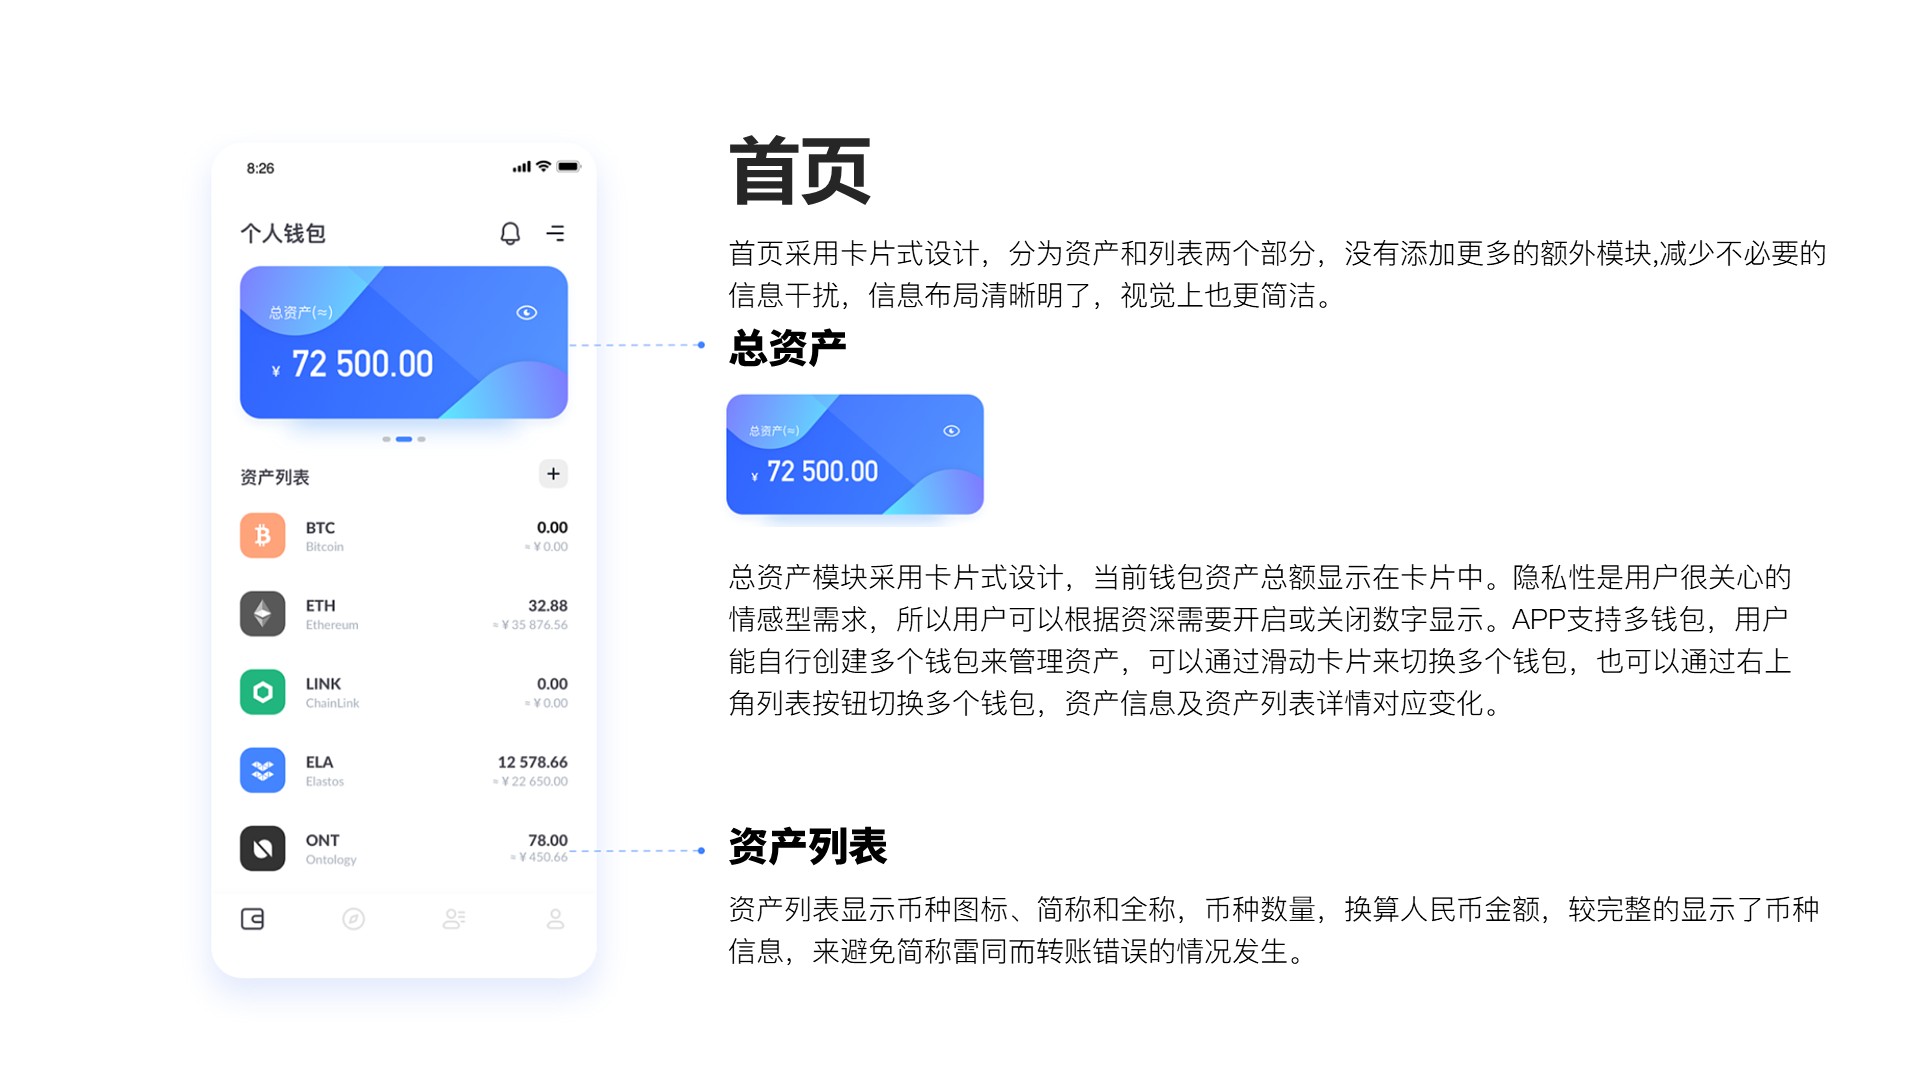 8:26
个人钱包
总资产(≈)
¥ 72 500.00
资产列表
+
BTC
Bitcoin
0.00
≈ ¥ 0.00
ETH
Ethereum
32.88
≈ ¥ 35 876.56
LINK
ChainLink
0.00
≈ ¥ 0.00
ELA
Elastos
12 578.66
≈ ¥ 22 650.00
ONT
Ontology
78.00
≈ ¥ 450.66
首页
首页采用卡片式设计，分为资产和列表两个部分，没有添加更多的额外模块,减少不必要的
信息干扰，信息布局清晰明了，视觉上也更简洁。
总资产
总资产(≈)
¥ 72 500.00
总资产模块采用卡片式设计，当前钱包资产总额显示在卡片中。隐私性是用户很关心的
情感型需求，所以用户可以根据资深需要开启或关闭数字显示。APP支持多钱包，用户
能自行创建多个钱包来管理资产，可以通过滑动卡片来切换多个钱包，也可以通过右上
角列表按钮切换多个钱包，资产信息及资产列表详情对应变化。
资产列表
资产列表显示币种图标、简称和全称，币种数量，换算人民币金额，较完整的显示了币种
信息，来避免简称雷同而转账错误的情况发生。